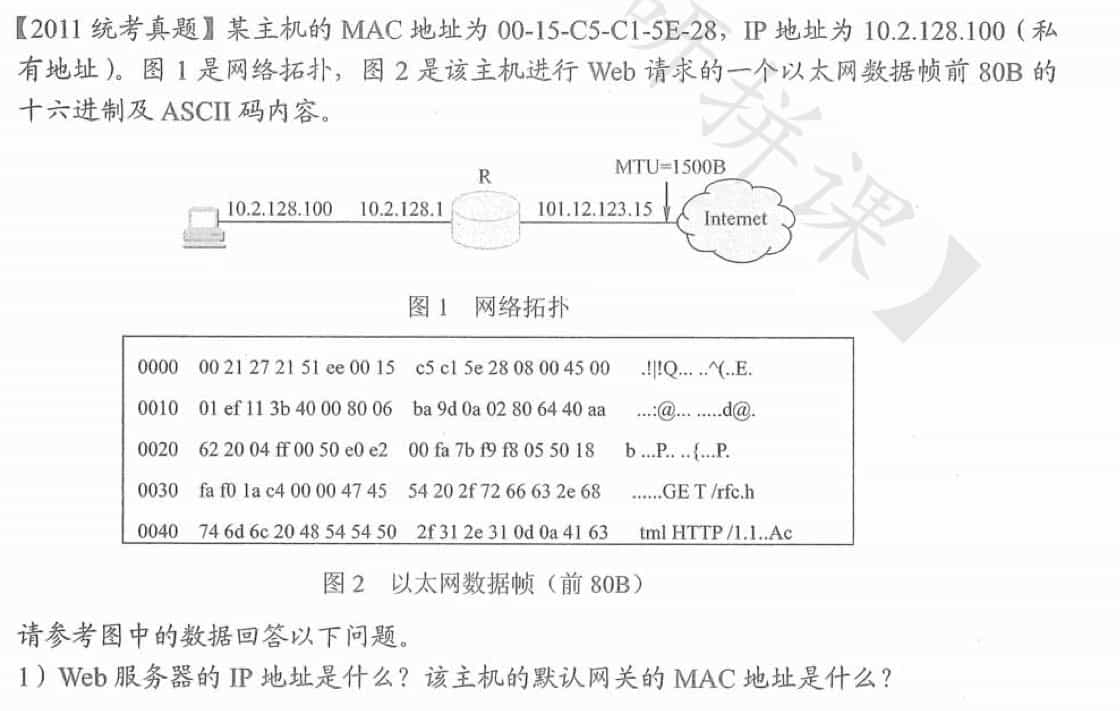 【2011 统考真题】某主机的 MAC 地址为 00-15-C5-C1-5E-28，IP 地址为 10.2.128.100（私
有地址）。图 1 是网络拓扑，图 2 是该主机进行 Web 请求的一个以太网数据帧前 80B 的
十六进制及 ASCII 码内容。
研拼课】
MTU=1500B
R
10.2.128.100 10.2.128.1 101.12.123.15 Internet
图 1 网络拓扑
0000 00 21 27 21 51 ee 00 15 c5 c1 5e 28 08 00 45 00 .!|!Q... ..^(..E.
0010 01 ef 11 3b 40 00 80 06 ba 9d 0a 02 80 64 40 aa ...:@... .....d@.
0020 62 20 04 ff 00 50 e0 e2 00 fa 7b f9 f8 05 50 18 b ...P.. ..{...P.
0030 fa f0 1a c4 00 00 47 45 54 20 2f 72 66 63 2e 68 ......GE T /rfc.h
0040 74 6d 6c 20 48 54 54 50 2f 31 2e 31 0d 0a 41 63 tml HTTP /1.1..Ac
图 2 以太网数据帧（前 80B）
请参考图中的数据回答以下问题。
1）Web 服务器的 IP 地址是什么？该主机的默认网关的 MAC 地址是什么？